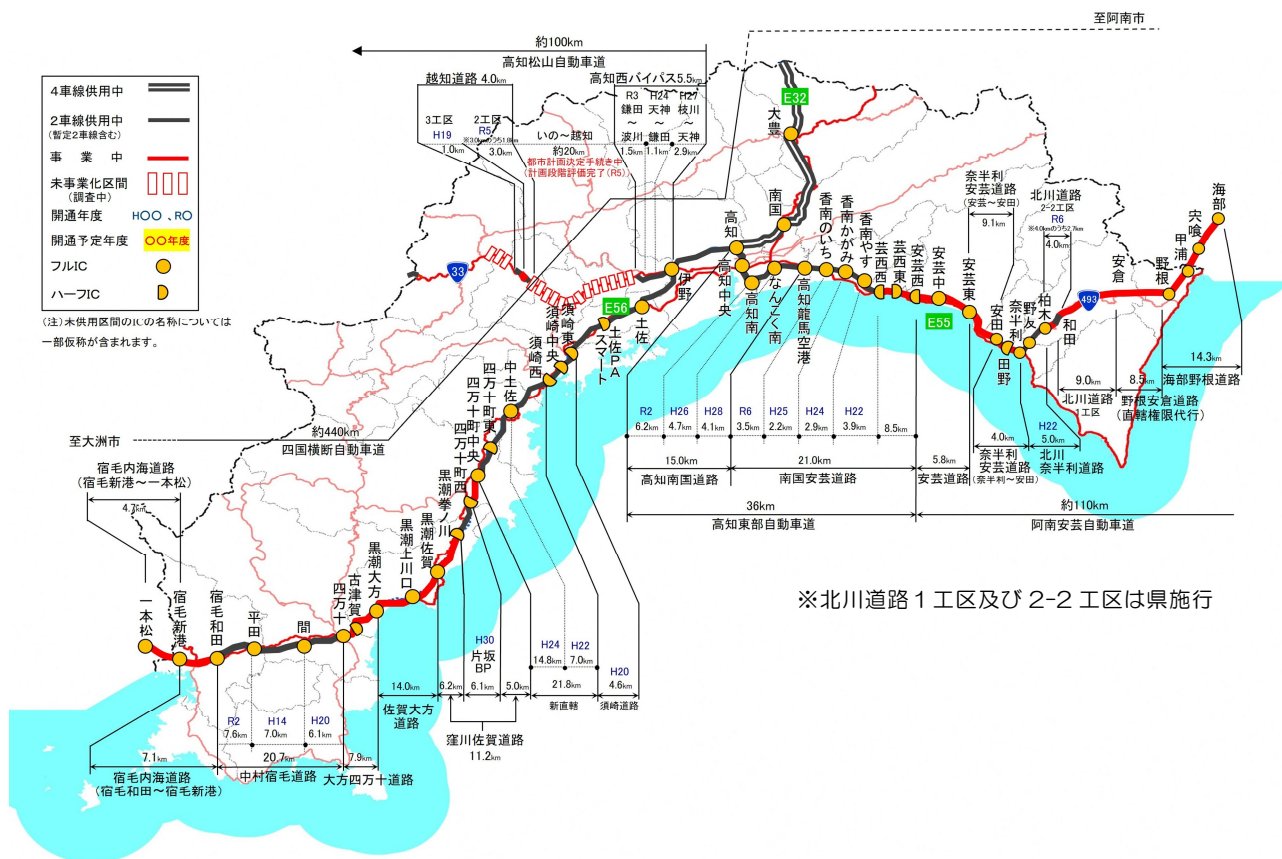 至阿南市
約100km
高知松山自動車道
越知道路 4.0km
高知西バイパス5.5km
3工区
H19
1.0km
2工区
R5
※3.0kmのうち1.8km
3.0km
いの～越知
約20km
都市計画決定手続き中
計画段階評価完了(R5)
R3
鎌田
～
波川
1.5km
H24
天神
～
鎌田
1.1km
H27
枝川
～
天神
2.9km
4車線供用中
2車線供用中
(暫定2車線含む)
事業中
未事業化区間
(調査中)
開通年度 H○○、R○
開通予定年度 ○○年度
フルIC
ハーフIC
(注)未供用区間のICの名称については
一部仮称が含まれます。
E32
大豊
南国
高知
伊野
高知中央
高知南
なんこく南
高知龍馬空港
香南のいち
香南かがみ
香南やす
芸西西
芸西東
安芸西
安芸中
安芸東
安田
田野
奈半利
野友
柏木
和田
安倉
野根
甲浦
宍喰
海部
33
E56
E55
493
奈半利
安芸道路
(安芸～安田)
9.1km
北川道路
2-2工区
R6
※4.0kmのうち2.7km
4.0km
14.3km
海部野根道路
9.0km
北川道路
1工区
8.5km
野根安倉道路
(直轄権限代行)
4.0km
奈半利
安芸道路
(奈半利～安田)
H22
5.0km
北川
奈半利道路
土佐
土佐PA
スマート
須崎東
須崎中央
須崎西
中土佐
四万十町東
四万十町中央
四万十町西
黒潮拳ノ川
黒潮佐賀
黒潮上川口
黒潮大方
古津賀
四万十
間
平田
宿毛和田
宿毛新港
一本松
R2
6.2km
H26
4.7km
H28
4.1km
R6
3.5km
H25
2.2km
H24
2.9km
H22
3.9km
8.5km
15.0km
高知南国道路
21.0km
南国安芸道路
5.8km
安芸道路
36km
高知東部自動車道
約110km
阿南安芸自動車道
至大洲市
約440km
四国横断自動車道
宿毛内海道路
(宿毛新港～一本松)
4.7km
※北川道路1工区及び2-2工区は県施行
H24
14.8km
H22
7.0km
21.8km
新直轄
H20
4.6km
須崎道路
H30
片坂
BP
14.0km
佐賀大方
道路
6.2km
6.1km
5.0km
窪川佐賀道路
11.2km
R2
7.6km
H14
7.0km
H20
6.1km
7.1km
宿毛内海道路
(宿毛和田～宿毛新港)
20.7km
中村宿毛道路
7.9km
大方四万十道路